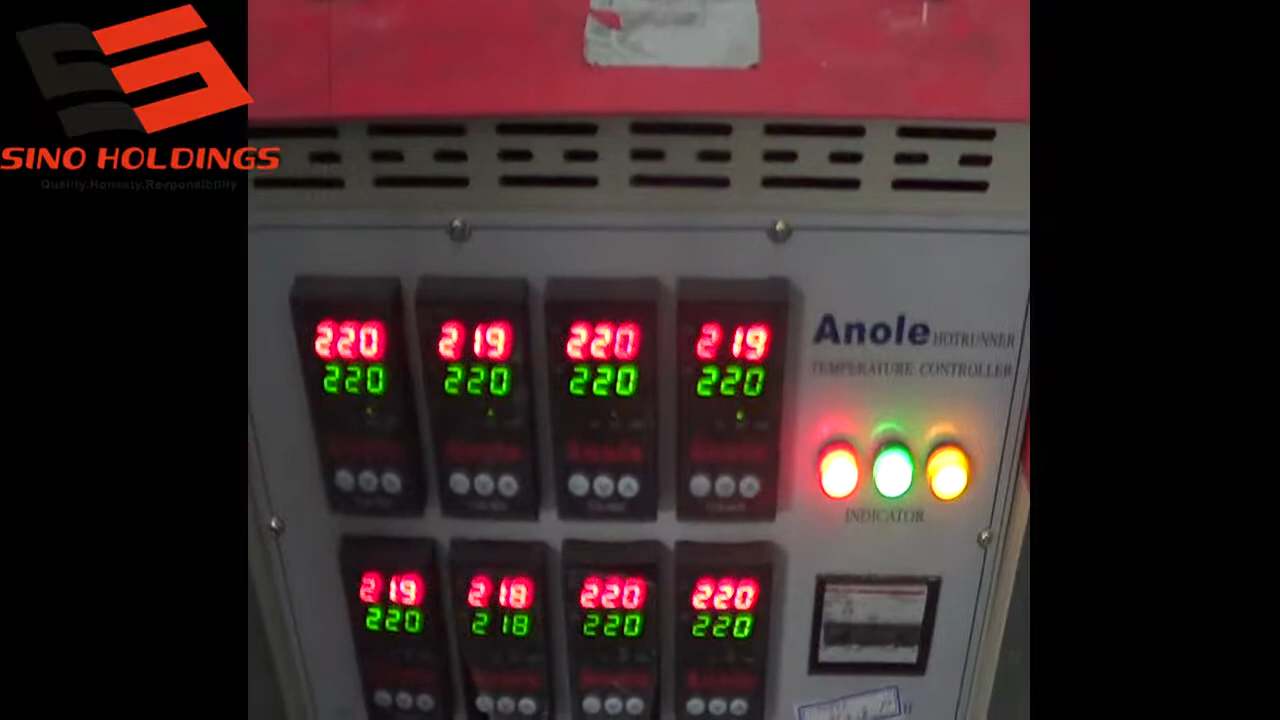 SINO HOLDINGS
Quality.Honesty.Responsibility
220 219 220 219
220 220 220 220
Anole HOTRUNNER
TEMPERATURE CONTROLLER
INDICATOR
219 218 220 220
220 218 220 220